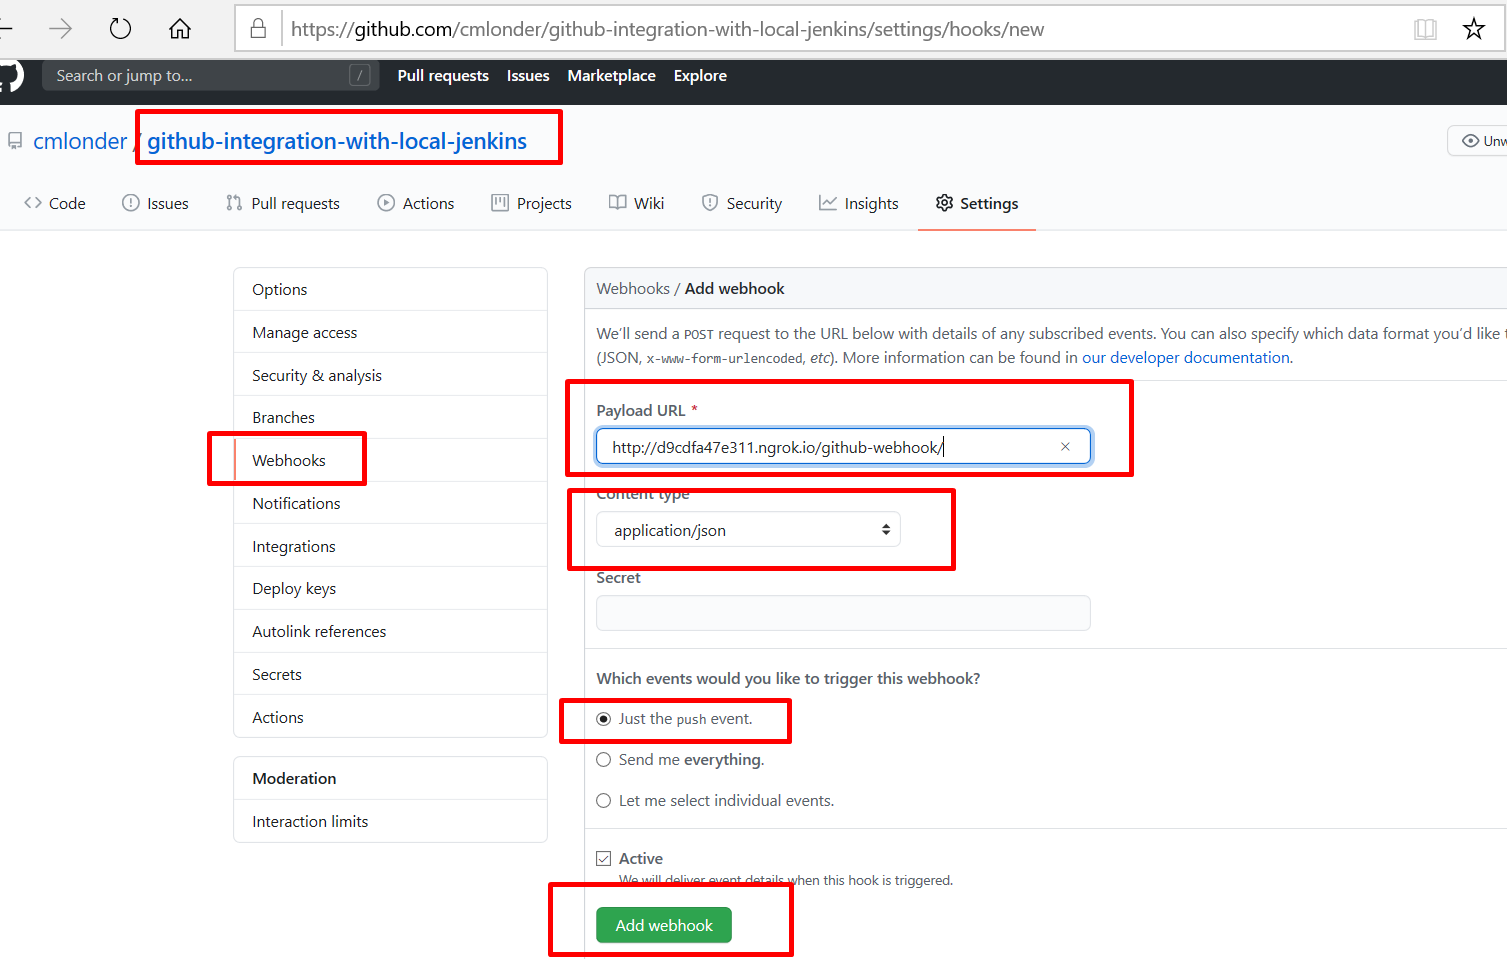 https://github.com/cmlonder/github-integration-with-local-jenkins/settings/hooks/new
Search or jump to... / Pull requests Issues Marketplace Explore
cmlonder / github-integration-with-local-jenkins
Code Issues Pull requests Actions Projects Wiki Security Insights Settings
Options
Manage access
Security & analysis
Branches
Webhooks
Notifications
Integrations
Deploy keys
Autolink references
Secrets
Actions
Moderation
Interaction limits
Webhooks / Add webhook
We'll send a POST request to the URL below with details of any subscribed events. You can also specify which data format you'd like
(JSON, x-www-form-urlencoded, etc). More information can be found in our developer documentation.
Payload URL *
http://d9cdfa47e311.ngrok.io/github-webhook/
Content type
application/json
Secret
Which events would you like to trigger this webhook?
Just the push event.
Send me everything.
Let me select individual events.
Active
We will deliver event details when this hook is triggered.
Add webhook